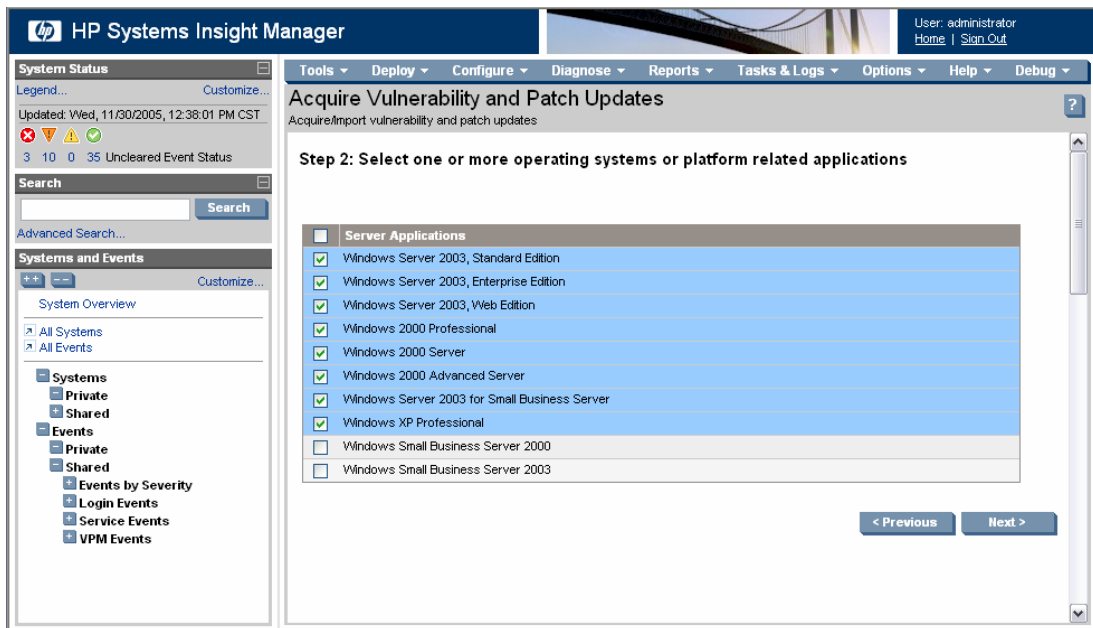 hp HP Systems Insight Manager
User: administrator
Home | Sign Out
System Status
Legend... Customize...
Updated: Wed, 11/30/2005, 12:38:01 PM CST
3 10 0 35 Uncleared Event Status
Search
Search
Advanced Search...
Systems and Events
++ -- Customize...
System Overview
All Systems
All Events
Systems
Private
Shared
Events
Private
Shared
Events by Severity
Login Events
Service Events
VPM Events
Tools Deploy Configure Diagnose Reports Tasks & Logs Options Help Debug
Acquire Vulnerability and Patch Updates
?
Acquire/Import vulnerability and patch updates
Step 2: Select one or more operating systems or platform related applications
Server Applications
Windows Server 2003, Standard Edition
Windows Server 2003, Enterprise Edition
Windows Server 2003, Web Edition
Windows 2000 Professional
Windows 2000 Server
Windows 2000 Advanced Server
Windows Server 2003 for Small Business Server
Windows XP Professional
Windows Small Business Server 2000
Windows Small Business Server 2003
< Previous Next >